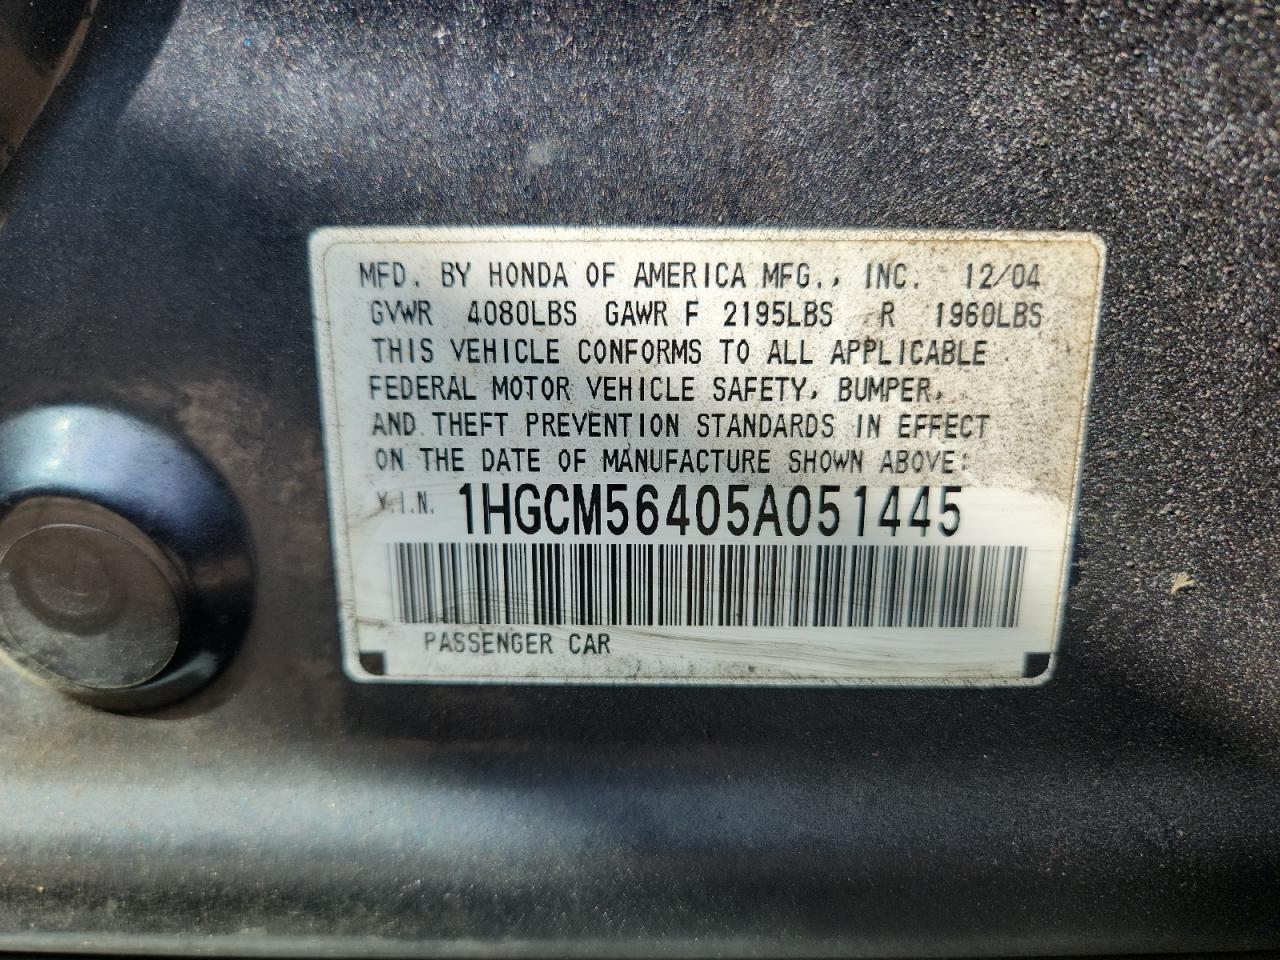 MFD. BY HONDA OF AMERICA MFG., INC. 12/04
GVWR 4080LBS GAWR F 2195LBS R 1960LBS
THIS VEHICLE CONFORMS TO ALL APPLICABLE
FEDERAL MOTOR VEHICLE SAFETY, BUMPER,
AND THEFT PREVENTION STANDARDS IN EFFECT
ON THE DATE OF MANUFACTURE SHOWN ABOVE:
V.I.N. 1HGCM56405A051445
PASSENGER CAR